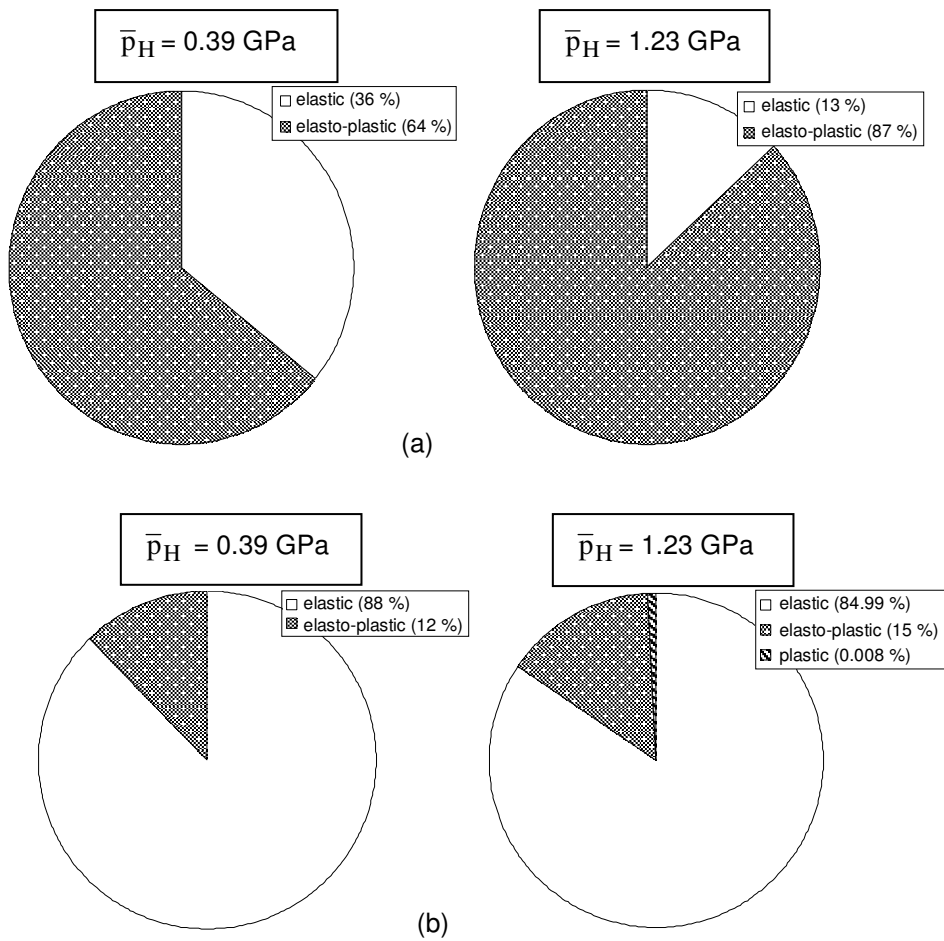 p̅H = 0.39 GPa
elastic (36 %)
elasto-plastic (64 %)
p̅H = 1.23 GPa
elastic (13 %)
elasto-plastic (87 %)
(a)
p̅H = 0.39 GPa
elastic (88 %)
elasto-plastic (12 %)
p̅H = 1.23 GPa
elastic (84.99 %)
elasto-plastic (15 %)
plastic (0.008 %)
(b)